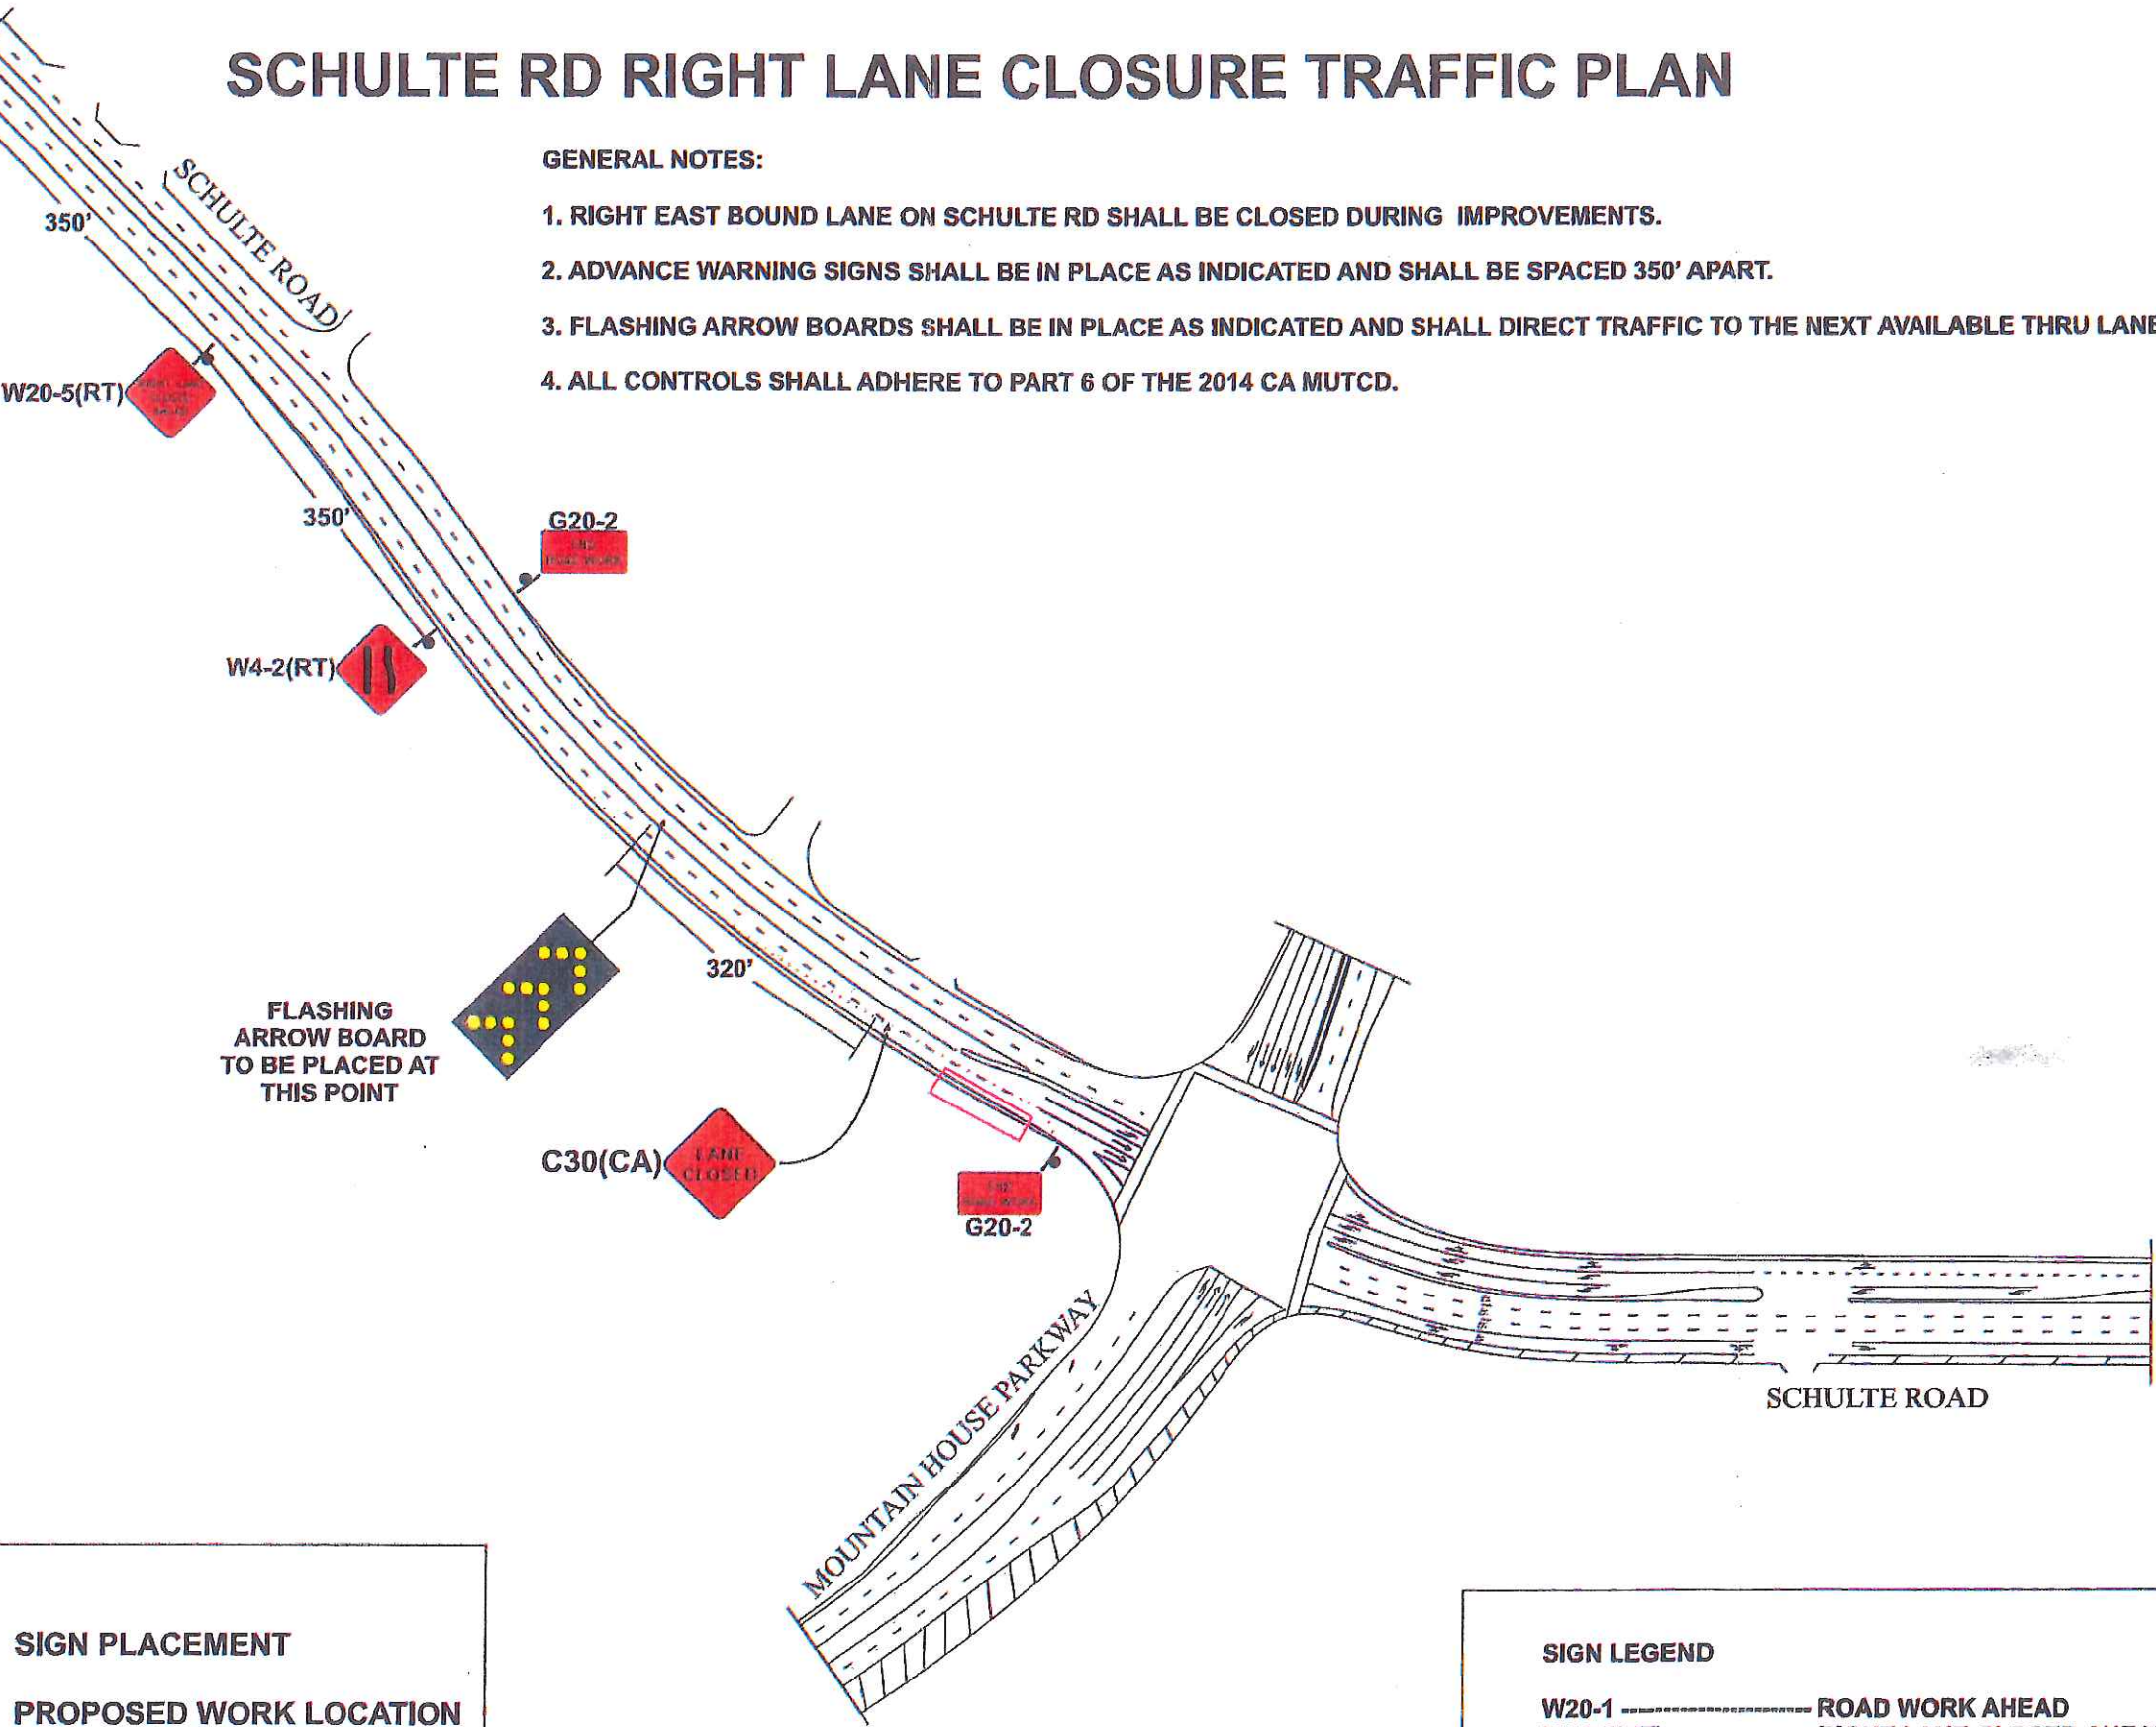 SCHULTE RD RIGHT LANE CLOSURE TRAFFIC PLAN
GENERAL NOTES:
1. RIGHT EAST BOUND LANE ON SCHULTE RD SHALL BE CLOSED DURING IMPROVEMENTS.
2. ADVANCE WARNING SIGNS SHALL BE IN PLACE AS INDICATED AND SHALL BE SPACED 350' APART.
3. FLASHING ARROW BOARDS SHALL BE IN PLACE AS INDICATED AND SHALL DIRECT TRAFFIC TO THE NEXT AVAILABLE THRU LANE
4. ALL CONTROLS SHALL ADHERE TO PART 6 OF THE 2014 CA MUTCD.
SCHULTE ROAD
350'
W20-5(RT)
350'
G20-2
END
ROAD WORK
W4-2(RT)
320'
FLASHING
ARROW BOARD
TO BE PLACED AT
THIS POINT
C30(CA)
LANE
CLOSED
END
ROAD WORK
G20-2
MOUNTAIN HOUSE PARKWAY
SCHULTE ROAD
SIGN PLACEMENT
PROPOSED WORK LOCATION
SIGN LEGEND
W20-1 ---------------------- ROAD WORK AHEAD